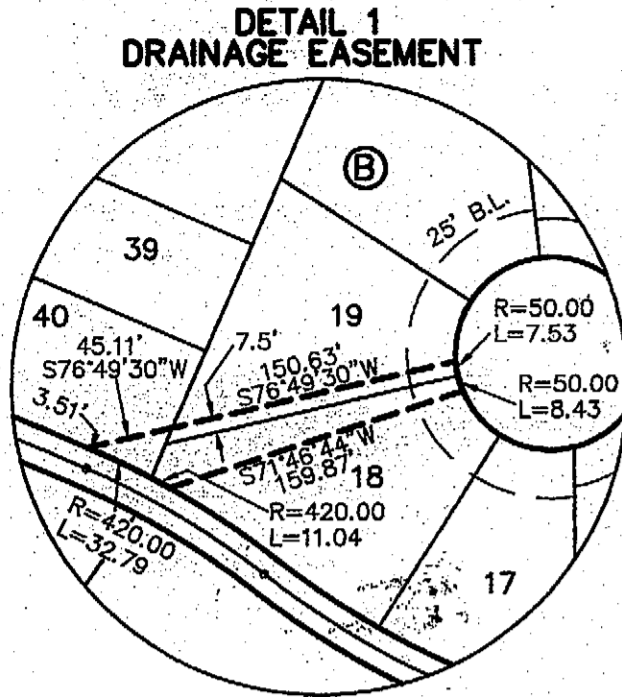 DETAIL 1
DRAINAGE EASEMENT
B
25' B.L.
39
40
19
45.11'
S76°49'30"W
7.5'
150.63'
S76°49'30"W
R=50.00
L=7.53
R=50.00
L=8.43
3.51'
S71°46'44"W
159.87'
18
R=420.00
L=11.04
R=420.00
L=32.79
17